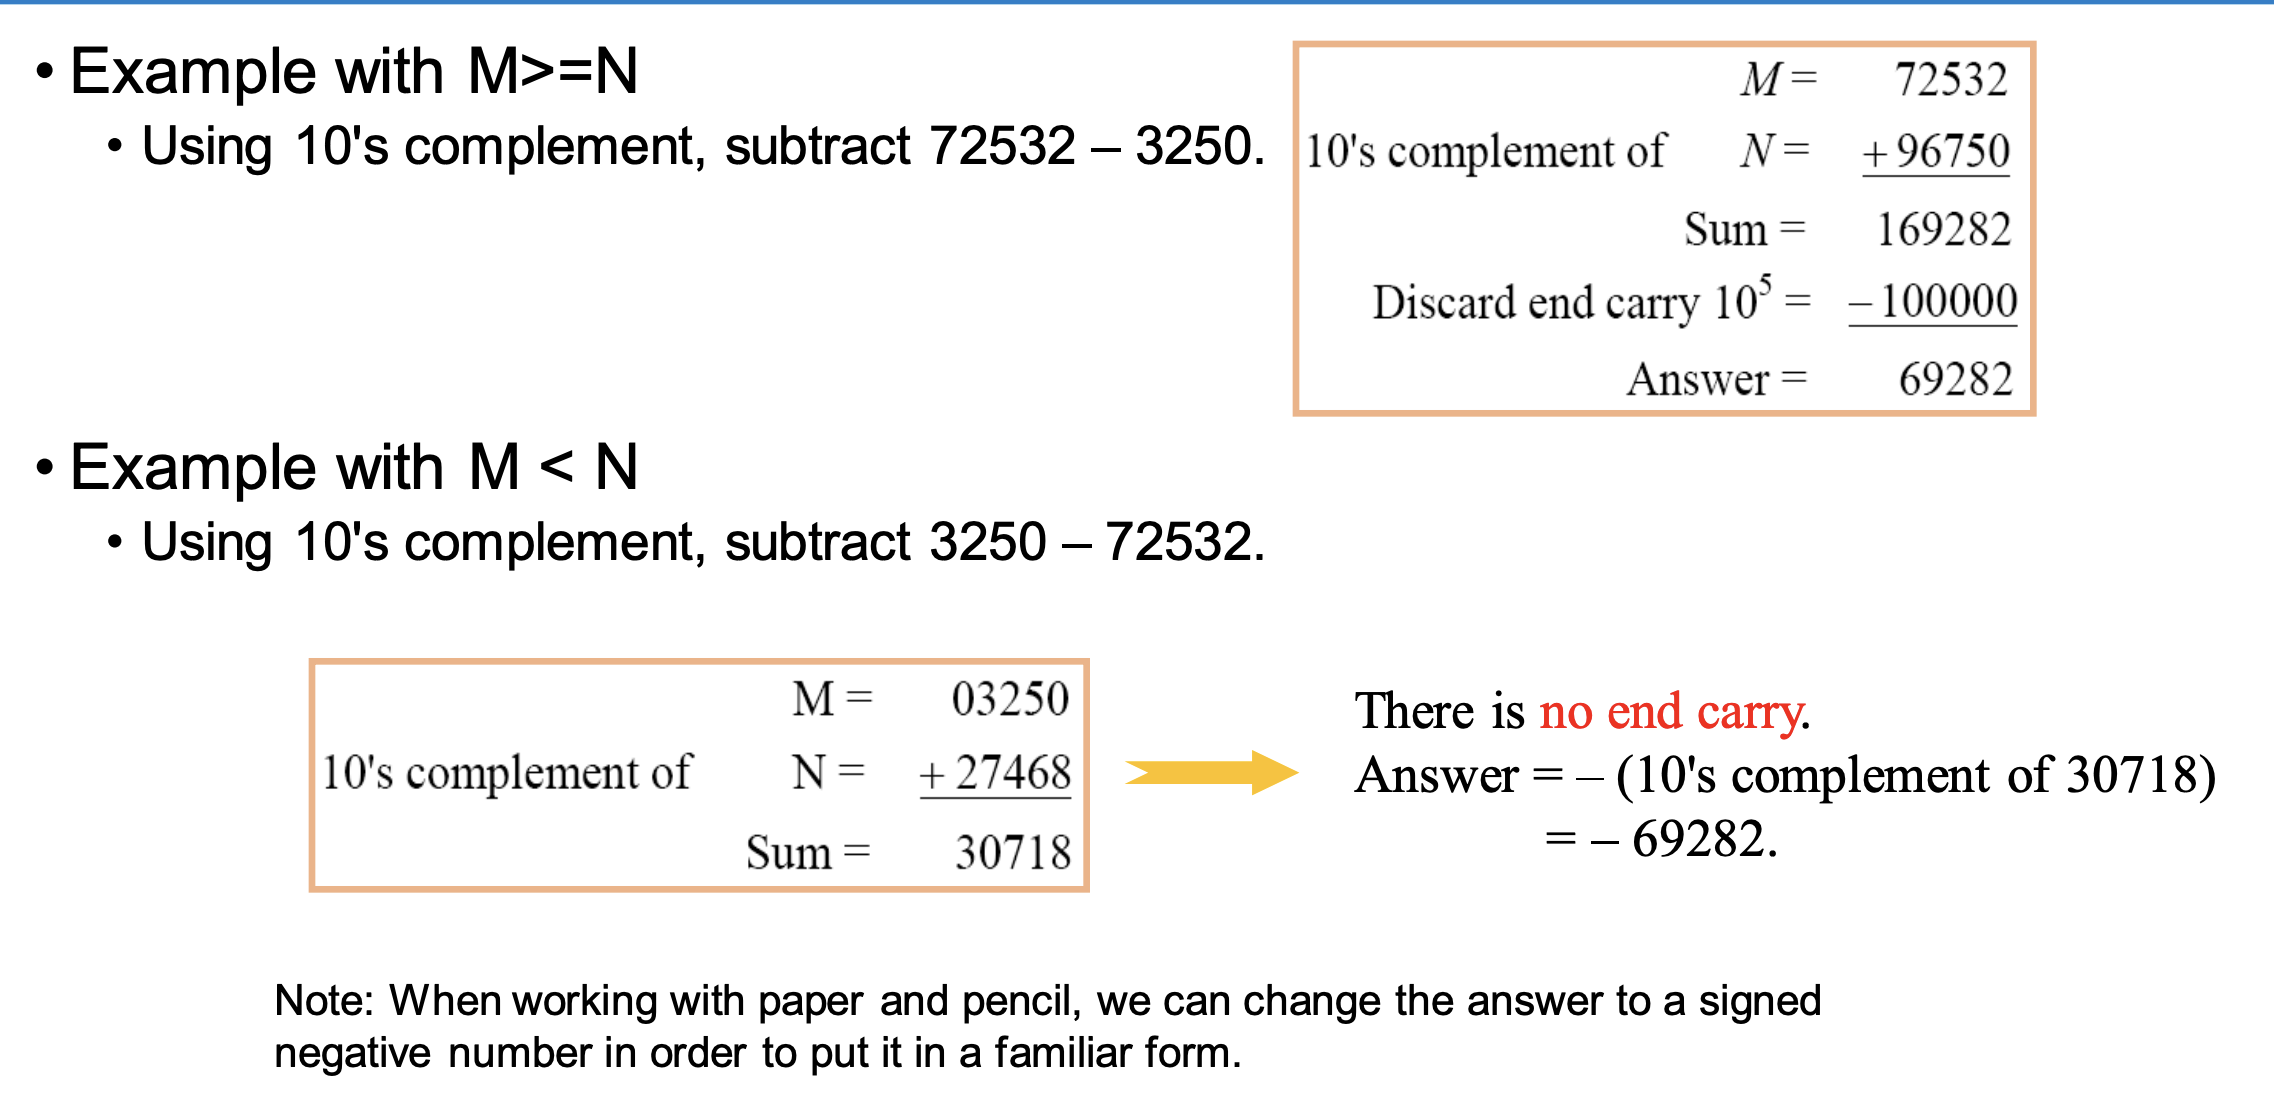 • Example with M>=N
• Using 10's complement, subtract 72532 – 3250.
M = 72532
10's complement of N = + 96750
Sum = 169282
Discard end carry 10⁵ = – 100000
Answer = 69282
• Example with M < N
• Using 10's complement, subtract 3250 – 72532.
M = 03250
10's complement of N = + 27468
Sum = 30718
There is no end carry.
Answer = – (10's complement of 30718)
= – 69282.
Note: When working with paper and pencil, we can change the answer to a signed
negative number in order to put it in a familiar form.